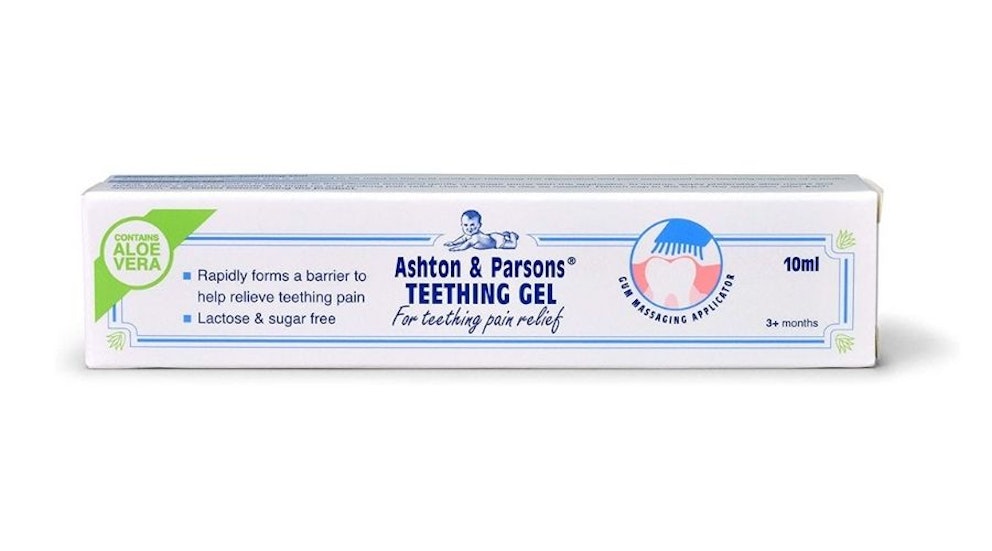 CONTAINS
ALOE
VERA
Rapidly forms a barrier to
help relieve teething pain
Lactose & sugar free
Ashton & Parsons®
TEETHING GEL
For teething pain relief
GUM MASSAGING APPLICATOR
10ml
3+ months